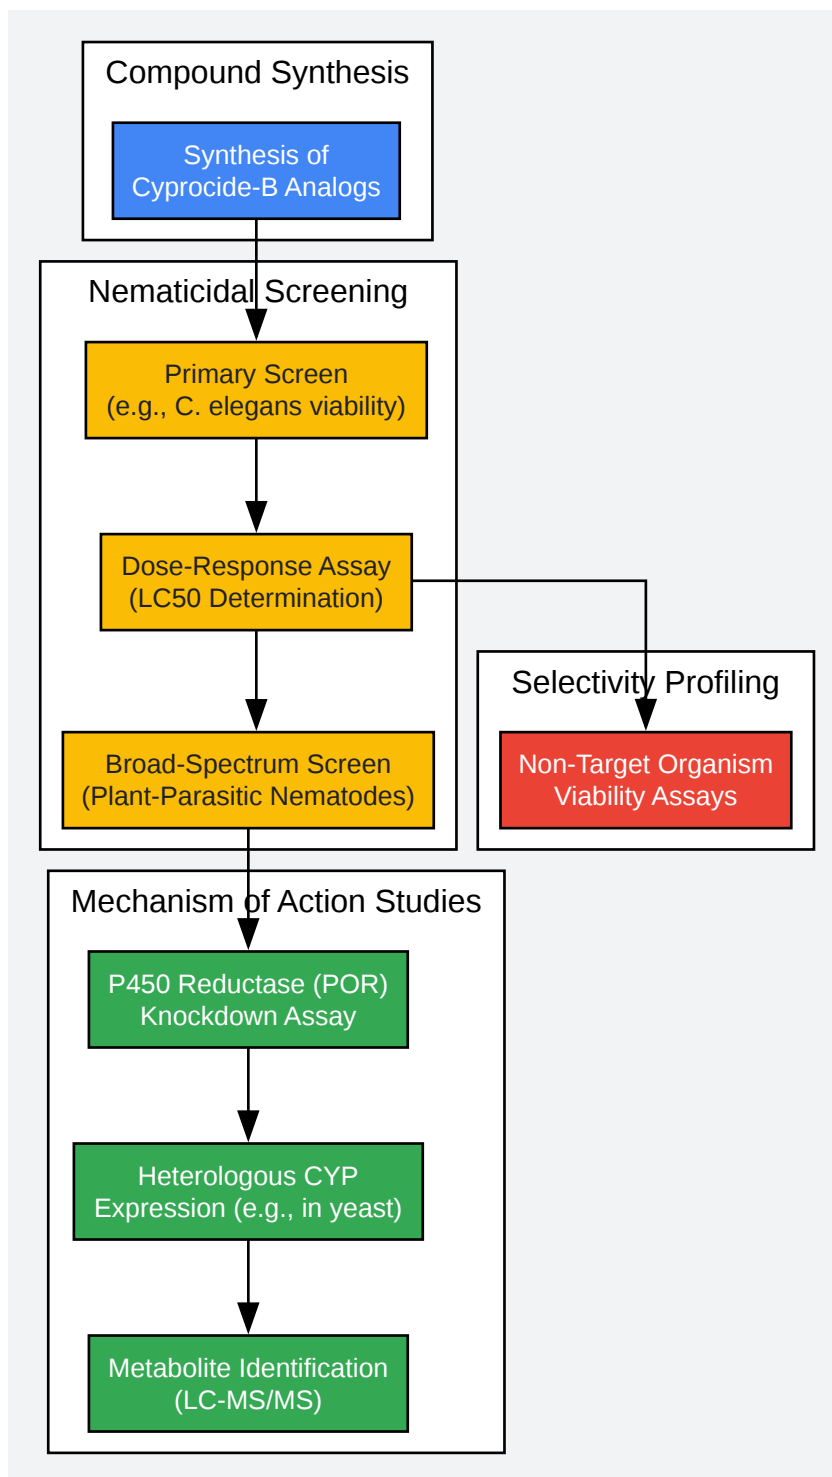 Compound Synthesis
Synthesis of
Cyprocide-B Analogs
Nematicidal Screening
Primary Screen
(e.g., C. elegans viability)
Dose-Response Assay
(LC50 Determination)
Broad-Spectrum Screen
(Plant-Parasitic Nematodes)
Selectivity Profiling
Non-Target Organism
Viability Assays
Mechanism of Action Studies
P450 Reductase (POR)
Knockdown Assay
Heterologous CYP
Expression (e.g., in yeast)
Metabolite Identification
(LC-MS/MS)